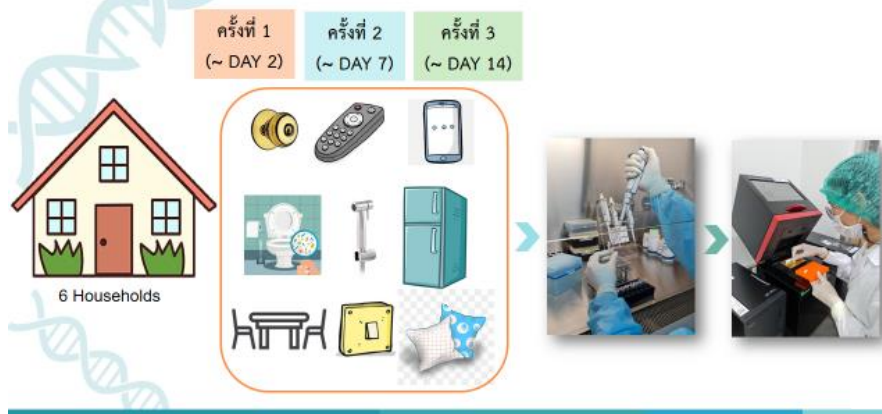 ครั้งที่ 1
(~ DAY 2)
ครั้งที่ 2
(~ DAY 7)
ครั้งที่ 3
(~ DAY 14)
6 Households